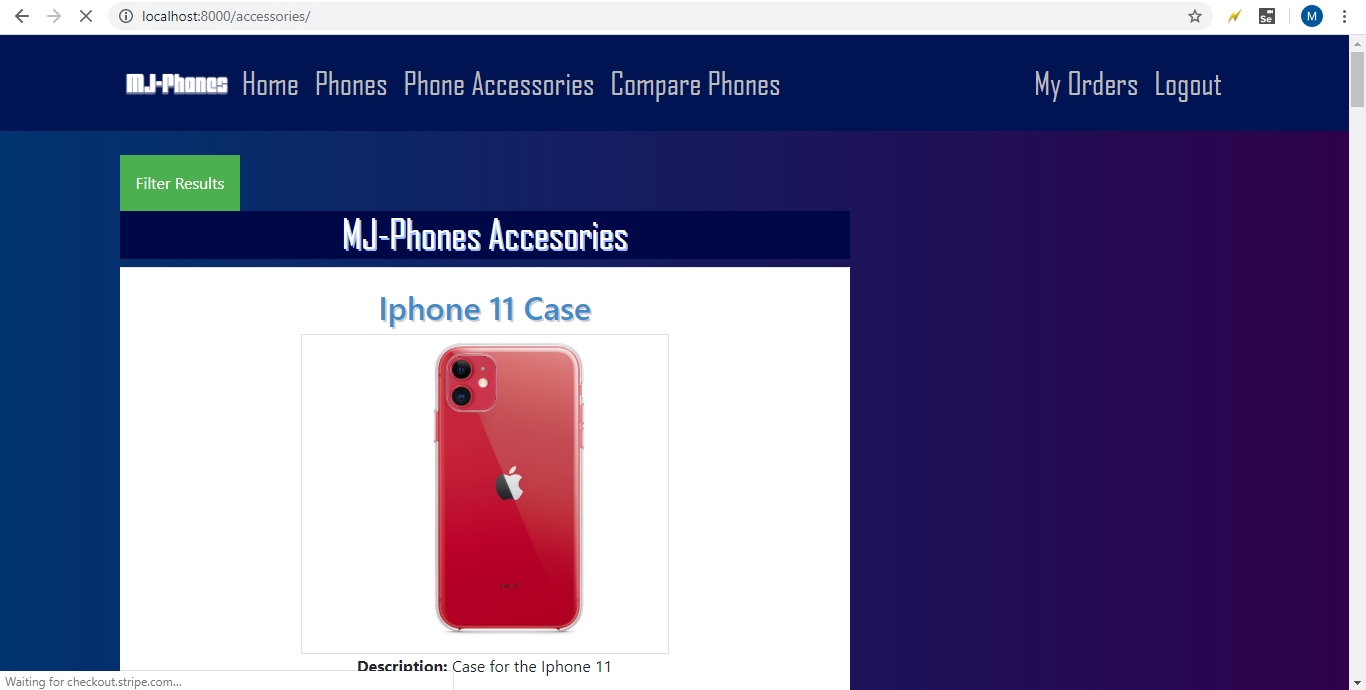 localhost:8000/accessories/
Se
M
MJ-Phones Home Phones Phone Accessories Compare Phones My Orders Logout
Filter Results
MJ-Phones Accesories
Iphone 11 Case
Description: Case for the Iphone 11
Waiting for checkout.stripe.com...